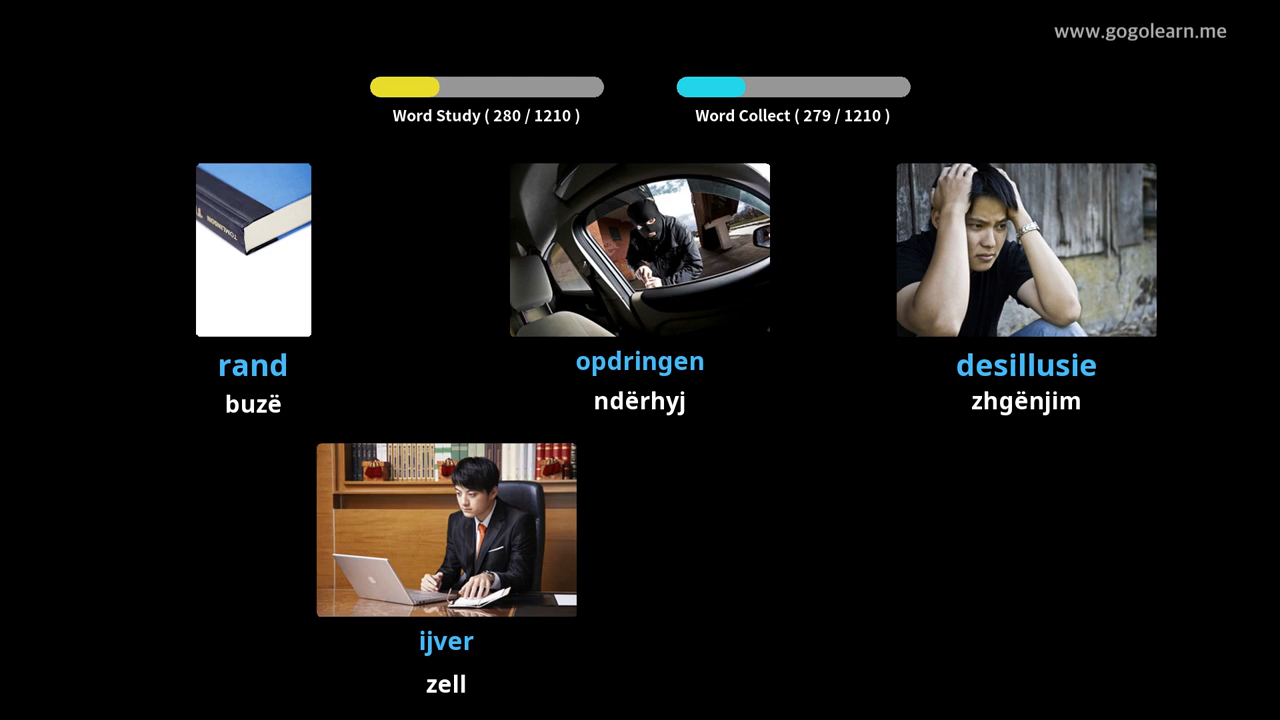 www.gogolearn.me
Word Study ( 280 / 1210 )
Word Collect ( 279 / 1210 )
TOMLINSON
rand
buzë
opdringen
ndërhyj
desillusie
zhgënjim
ijver
zell